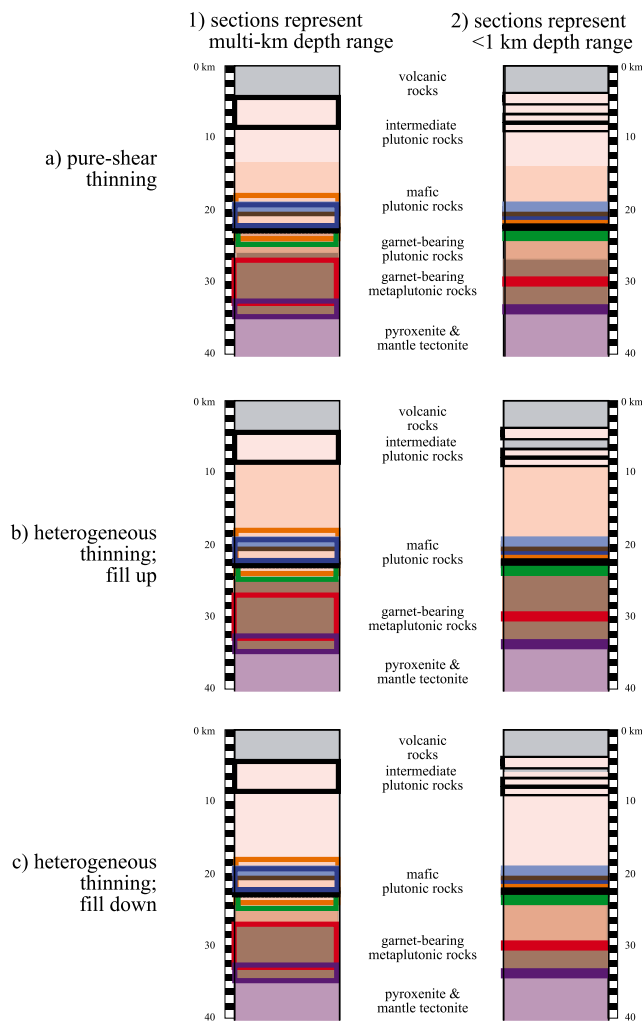 1) sections represent
multi-km depth range
2) sections represent
<1 km depth range
a) pure-shear
thinning
0 km
10
20
30
40
volcanic
rocks
intermediate
plutonic rocks
mafic
plutonic rocks
garnet-bearing
plutonic rocks
garnet-bearing
metaplutonic rocks
pyroxenite &
mantle tectonite
0 km
10
20
30
40
b) heterogeneous
thinning;
fill up
0 km
10
20
30
40
volcanic
rocks
intermediate
plutonic rocks
mafic
plutonic rocks
garnet-bearing
metaplutonic rocks
pyroxenite &
mantle tectonite
0 km
10
20
30
40
c) heterogeneous
thinning;
fill down
0 km
10
20
30
40
volcanic
rocks
intermediate
plutonic rocks
mafic
plutonic rocks
garnet-bearing
metaplutonic rocks
pyroxenite &
mantle tectonite
0 km
10
20
30
40